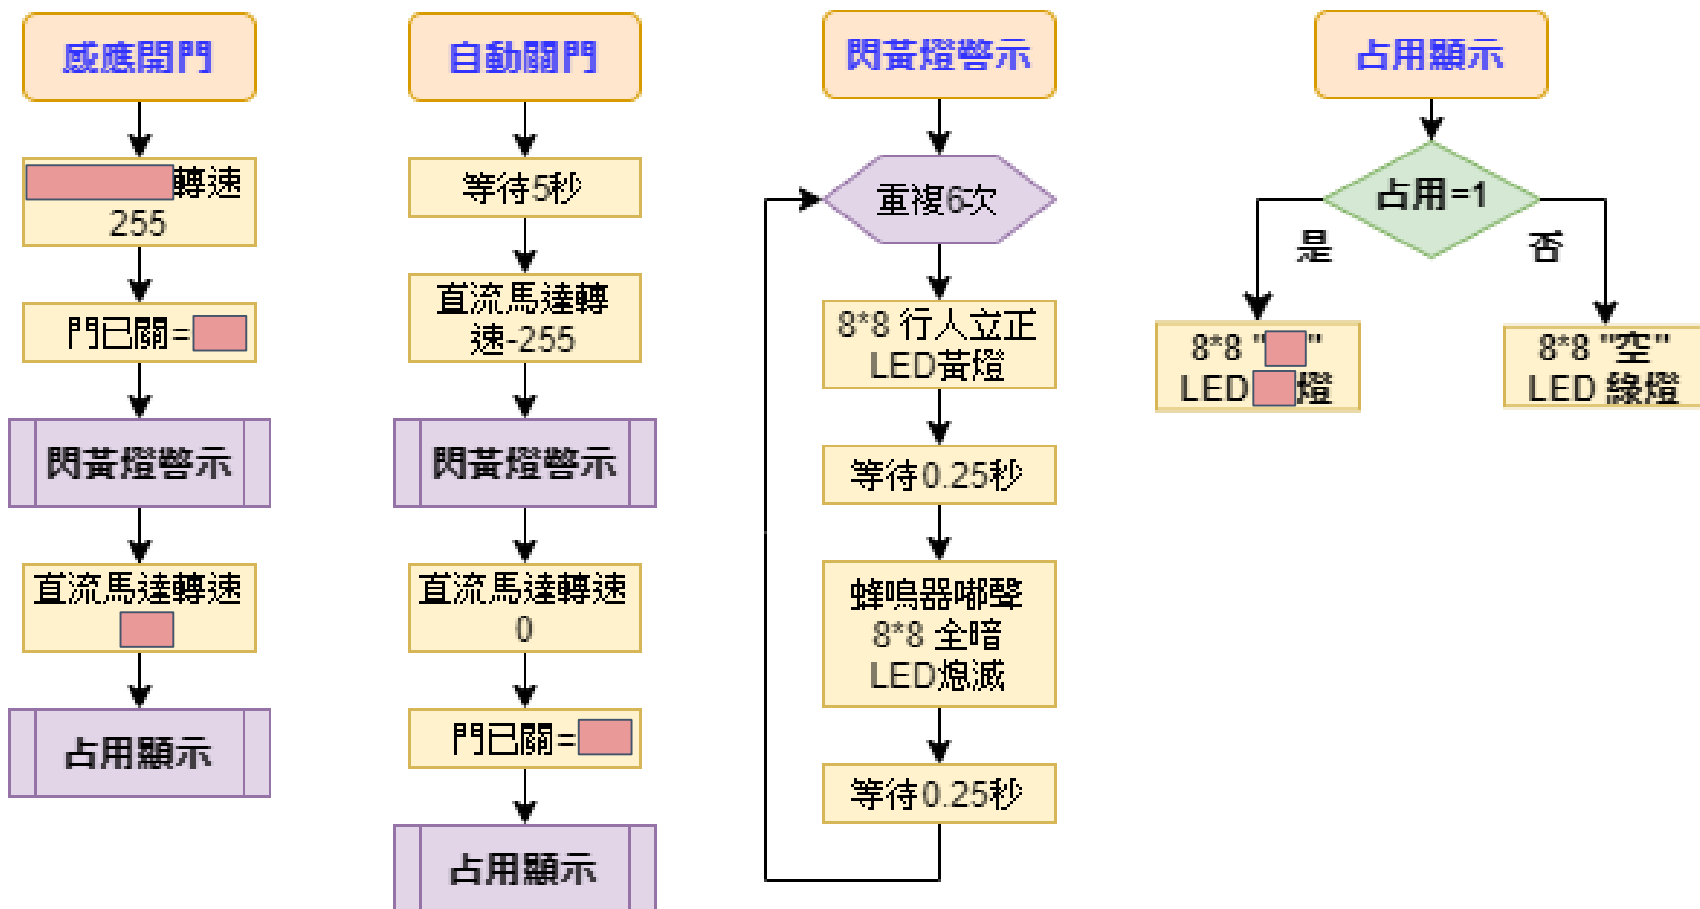 感應開門
轉速
255
門已關=
閃黃燈警示
直流馬達轉速
占用顯示
自動關門
等待5秒
直流馬達轉
速-255
閃黃燈警示
直流馬達轉速
0
門已關=
占用顯示
閃黃燈警示
重複6次
8*8 行人立正
LED黃燈
等待0.25秒
蜂鳴器嘟聲
8*8 全暗
LED熄滅
等待0.25秒
占用顯示
占用=1
是
否
8*8 " "
LED 燈
8*8 "空"
LED 綠燈